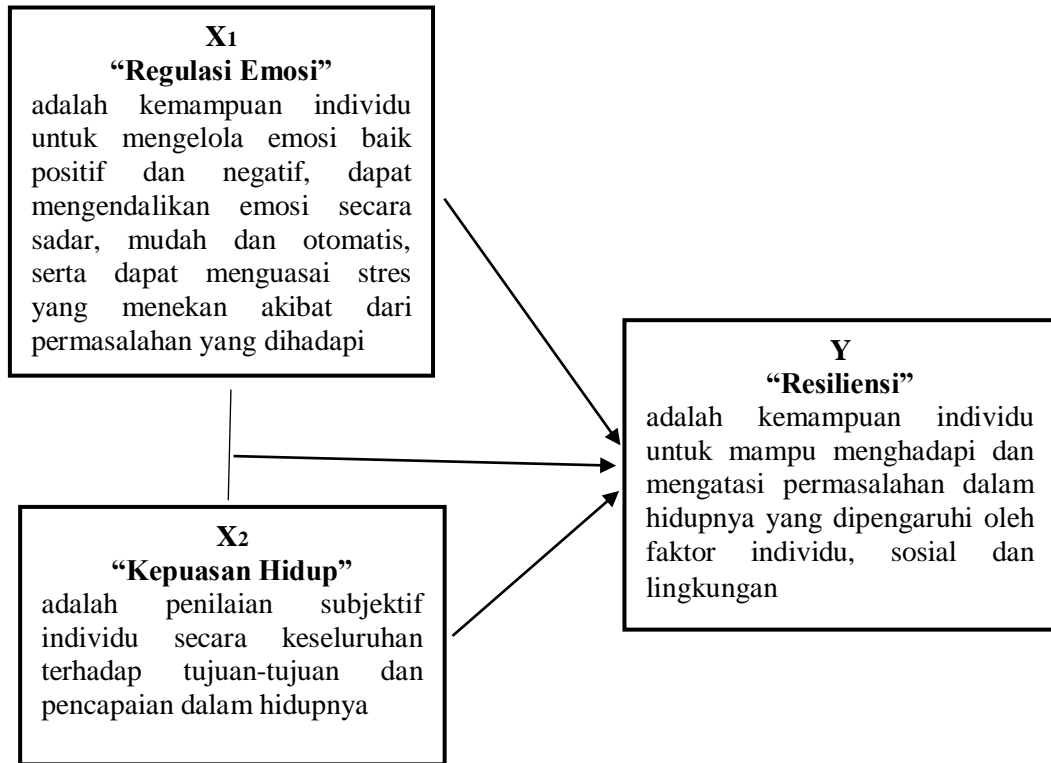 X1
“Regulasi Emosi”
adalah kemampuan individu
untuk mengelola emosi baik
positif dan negatif, dapat
mengendalikan emosi secara
sadar, mudah dan otomatis,
serta dapat menguasai stres
yang menekan akibat dari
permasalahan yang dihadapi
Y
“Resiliensi”
adalah kemampuan individu
untuk mampu menghadapi dan
mengatasi permasalahan dalam
hidupnya yang dipengaruhi oleh
faktor individu, sosial dan
lingkungan
X2
“Kepuasan Hidup”
adalah penilaian subjektif
individu secara keseluruhan
terhadap tujuan-tujuan dan
pencapaian dalam hidupnya